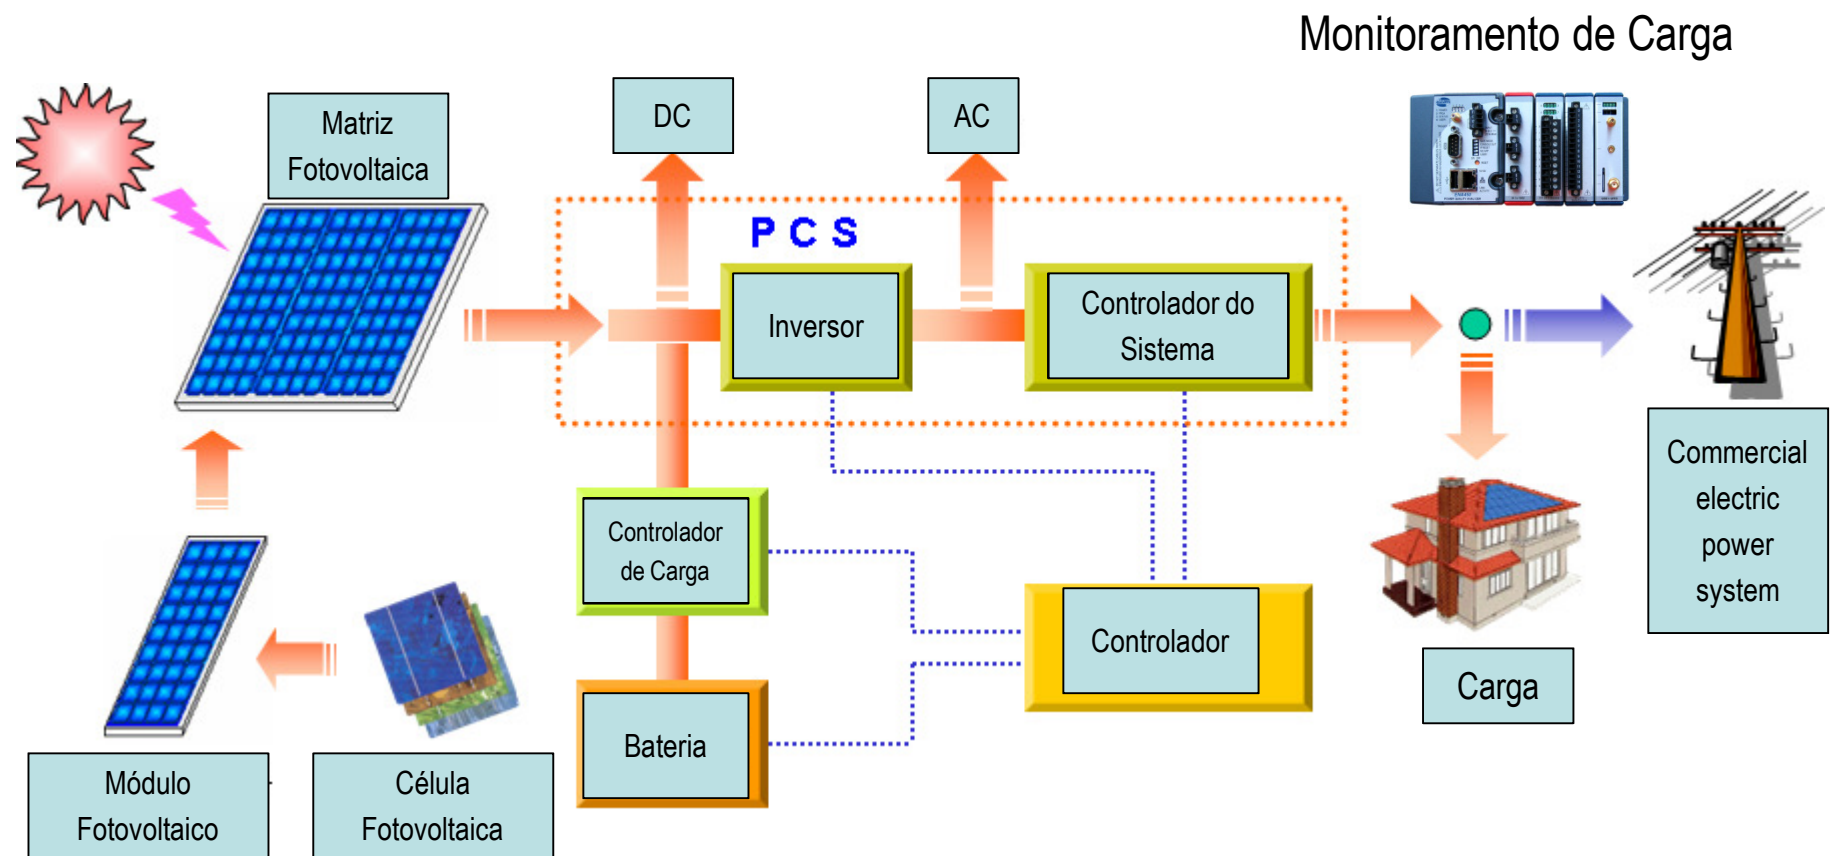 Monitoramento de Carga
Matriz
Fotovoltaica
DC
AC
P C S
Inversor
Controlador do
Sistema
Commercial
electric
power
system
Controlador
de Carga
Controlador
Carga
Bateria
Módulo
Fotovoltaico
Célula
Fotovoltaica